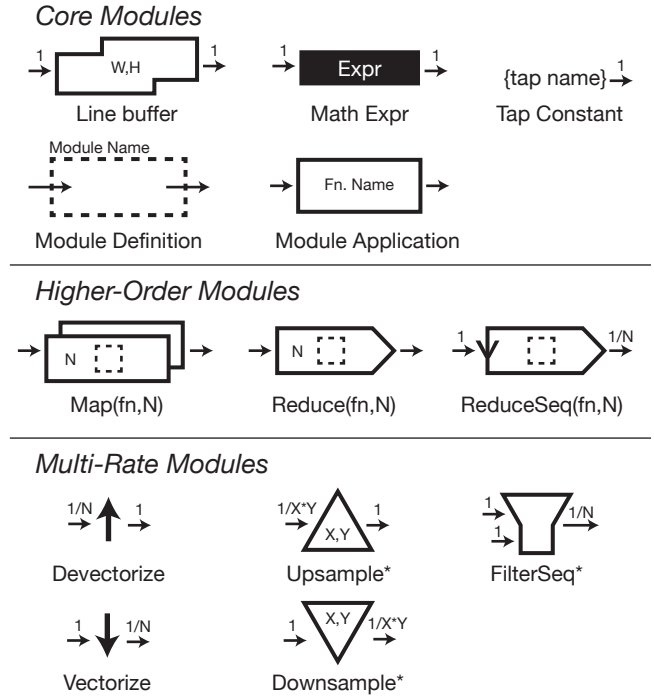 Core Modules
1 W,H 1
Line buffer
1 Expr 1
Math Expr
{tap name} 1
Tap Constant
Module Name
Module Definition
Fn. Name
Module Application
Higher-Order Modules
N
Map(fn,N)
N
Reduce(fn,N)
1 1/N
ReduceSeq(fn,N)
Multi-Rate Modules
1/N 1
Devectorize
1/X*Y X,Y 1
Upsample*
1 1 1/N
FilterSeq*
1 1/N
Vectorize
1 X,Y 1/X*Y
Downsample*